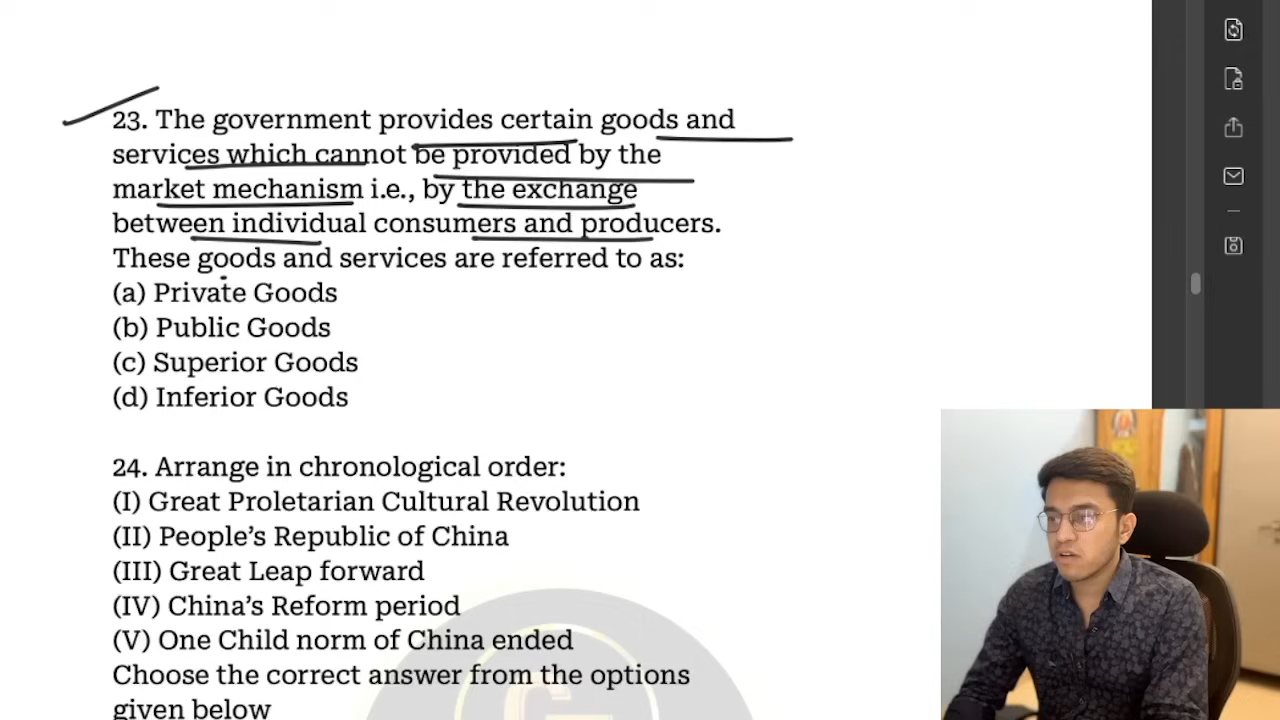 23. The government provides certain goods and
services which cannot be provided by the
market mechanism i.e., by the exchange
between individual consumers and producers.
These goods and services are referred to as:
(a) Private Goods
(b) Public Goods
(c) Superior Goods
(d) Inferior Goods
24. Arrange in chronological order:
(I) Great Proletarian Cultural Revolution
(II) People’s Republic of China
(III) Great Leap forward
(IV) China’s Reform period
(V) One Child norm of China ended
Choose the correct answer from the options
given below